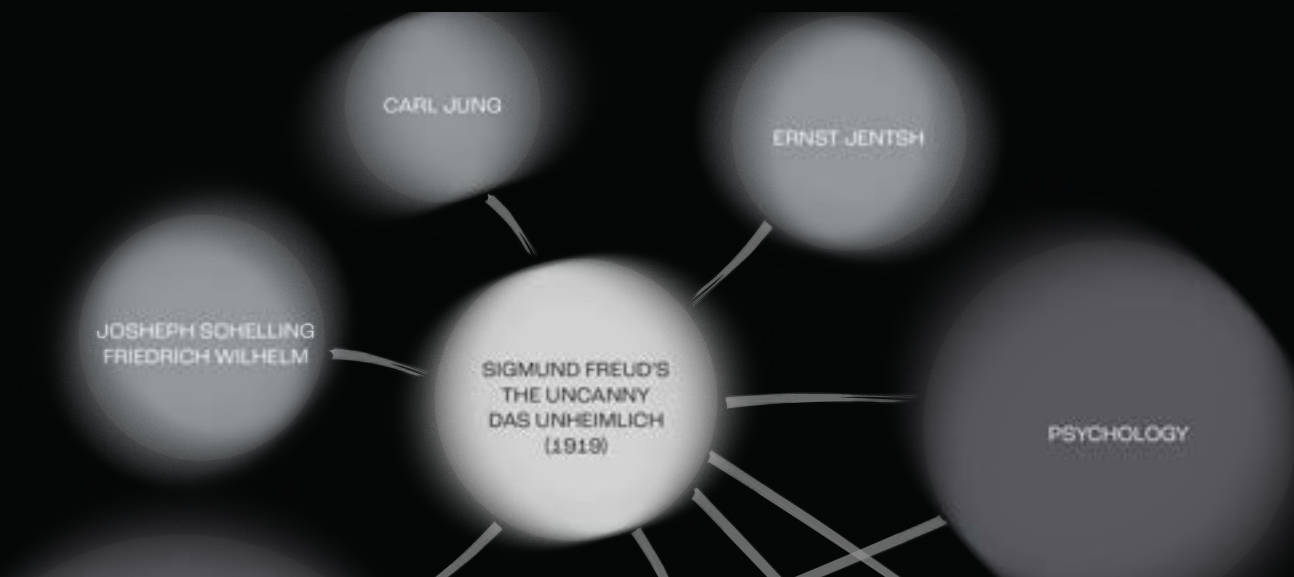 CARL JUNG
ERNST JENTSH
JOSHEPH SCHELLING
FRIEDRICH WILHELM
SIGMUND FREUD'S
THE UNCANNY
DAS UNHEIMLICH
(1919)
PSYCHOLOGY